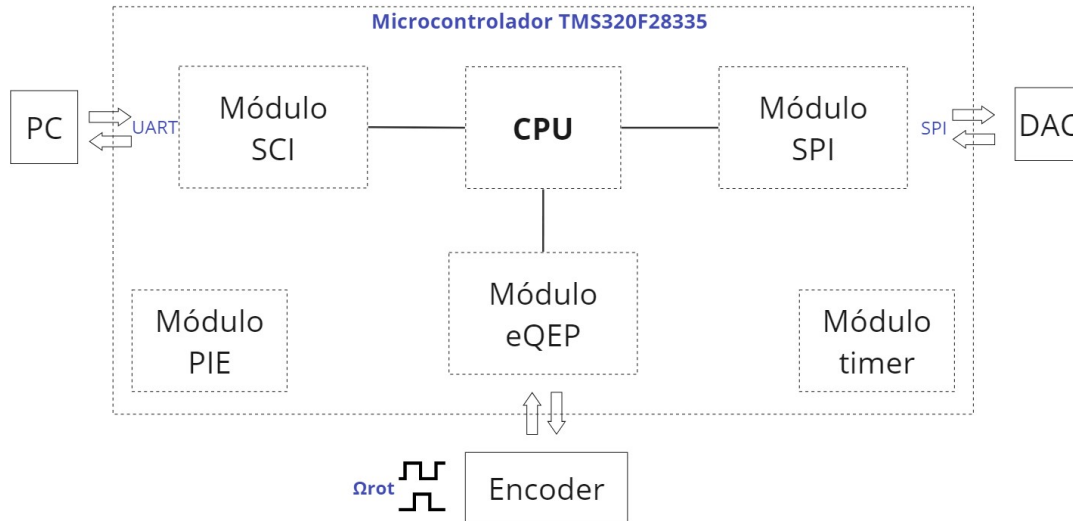 Microcontrolador TMS320F28335
PC
UART
Módulo
SCI
CPU
Módulo
SPI
SPI
DAC
Módulo
PIE
Módulo
eQEP
Módulo
timer
Ωrot
Encoder